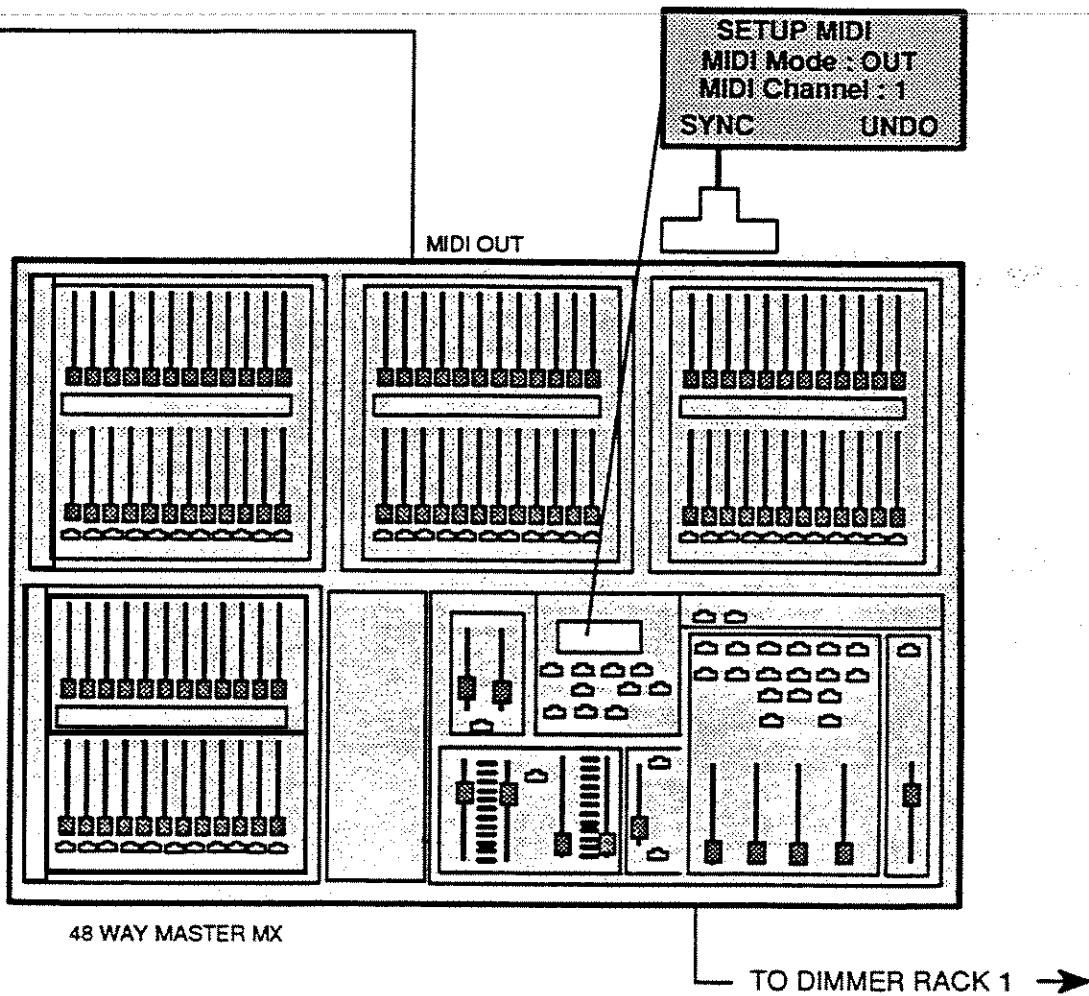 SETUP MIDI
MIDI Mode : OUT
MIDI Channel : 1
SYNC UNDO
MIDI OUT
48 WAY MASTER MX
TO DIMMER RACK 1